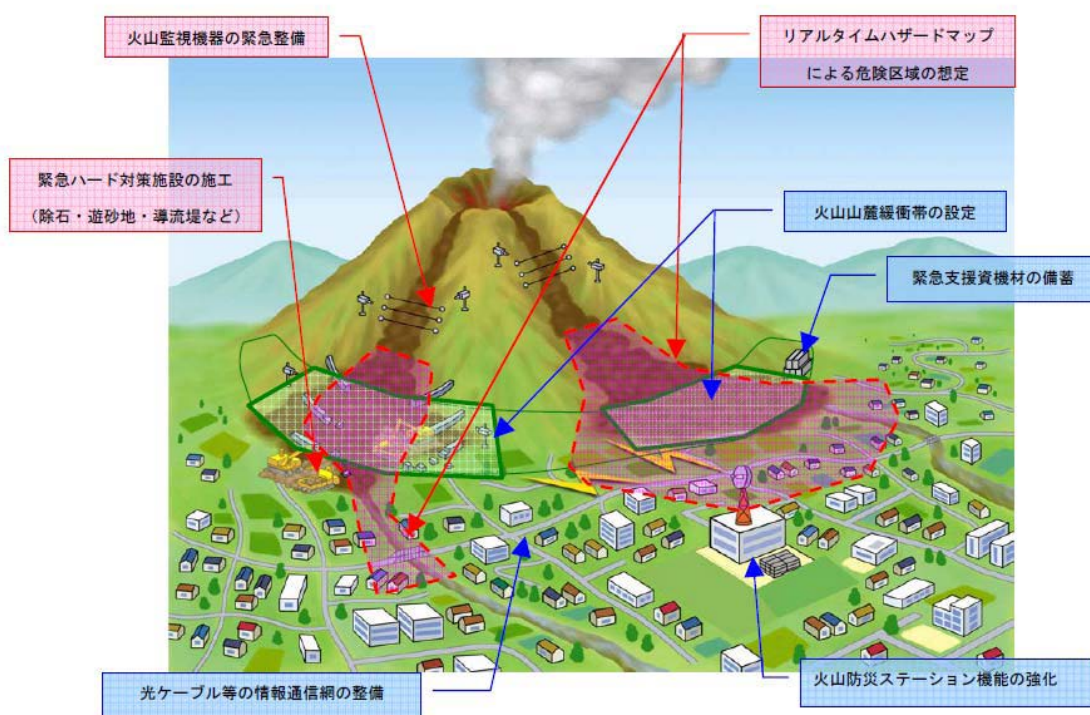 火山監視機器の緊急整備
リアルタイムハザードマップ
による危険区域の想定
緊急ハード対策施設の施工
(除石・遊砂地・導流堤など)
火山山麓緩衝帯の設定
緊急支援資機材の備蓄
光ケーブル等の情報通信網の整備
火山防災ステーション機能の強化